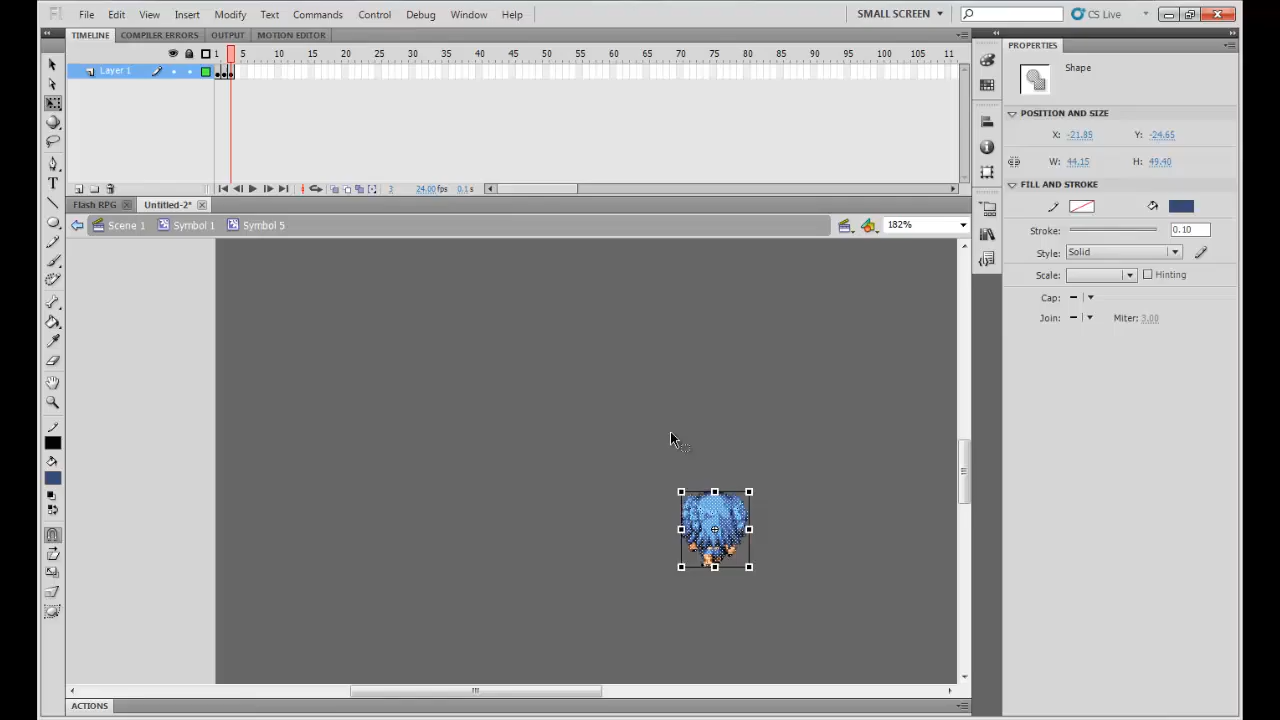 Fl File Edit View Insert Modify Text Commands Control Debug Window Help SMALL SCREEN CS Live
TIMELINE COMPILER ERRORS OUTPUT MOTION EDITOR
1 5 10 15 20 25 30 35 40 45 50 55 60 65 70 75 80 85 90 95 100 105 11
Layer 1
3 24.00 fps 0.1 s
Flash RPG Untitled-2*
Scene 1 Symbol 1 Symbol 5 182%
ACTIONS
PROPERTIES
Shape
POSITION AND SIZE
X: -21.85 Y: -24.65
W: 44.15 H: 49.40
FILL AND STROKE
Stroke: 0.10
Style: Solid
Scale: Hinting
Cap:
Join: Miter: 3.00